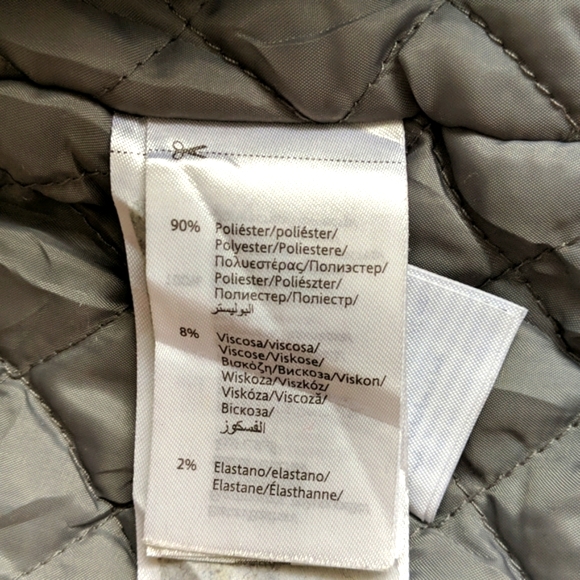 90% Poliéster/poliéster/
Polyester/Poliestere/
Πολυεστέρας/Полиэстер/
Poliester/Poliészter/
Полиестер/Поліестр/
البوليستر
8% Viscosa/viscosa/
Viscose/Viskose/
Βισκόζη/Вискоза/Viskon/
Wiskoza/Viszkóz/
Viskóza/Viscoză/
Віскоза/
الفسكوز
2% Elastano/elastano/
Elastane/Élasthanne/